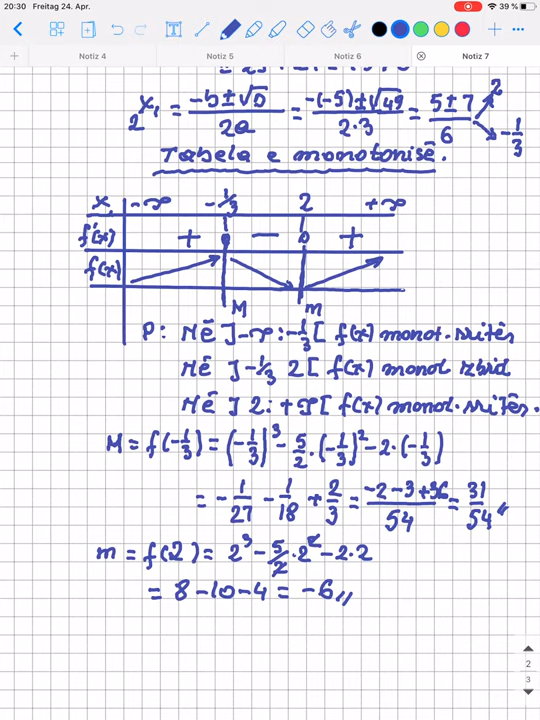 20:30 Freitag 24. Apr. 39 %
Notiz 4 Notiz 5 Notiz 6 Notiz 7
x₁ 2 = (-b±√D)/2a = (-(-5)±√49)/(2·3) = (5±7)/6 2 -1/3
Tabela e monotonisë.
x -∞ -1/3 2 +∞
f'(x) + 0 - 0 +
f(x)
M m
P: Në ]-∞:-1/3[ f(x) monot. rritës
Në ]-1/3 2[ f(x) monot zbrid
Në ]2:+∞[ f(x) monot. rritës.
M = f(-1/3) = (-1/3)³ - 5/2·(-1/3)² - 2·(-1/3)
= -1/27 - 1/18 + 2/3 = (-2-3+36)/54 = 31/54 〃
m = f(2) = 2³ - 5/2·2² - 2·2
= 8-10-4 = -6 〃
2
3